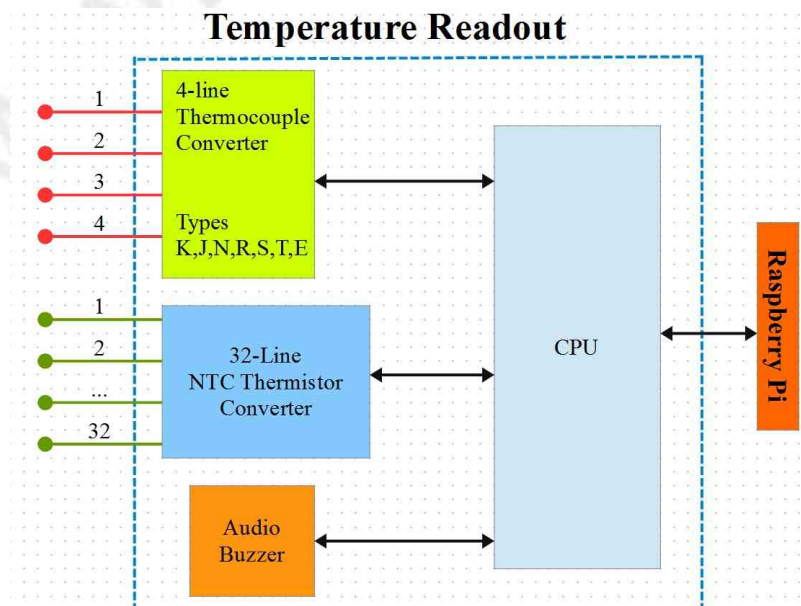 Temperature Readout
1
2
3
4
4-line
Thermocouple
Converter
Types
K,J,N,R,S,T,E
1
2
...
32
32-Line
NTC Thermistor
Converter
Audio
Buzzer
CPU
Raspberry Pi